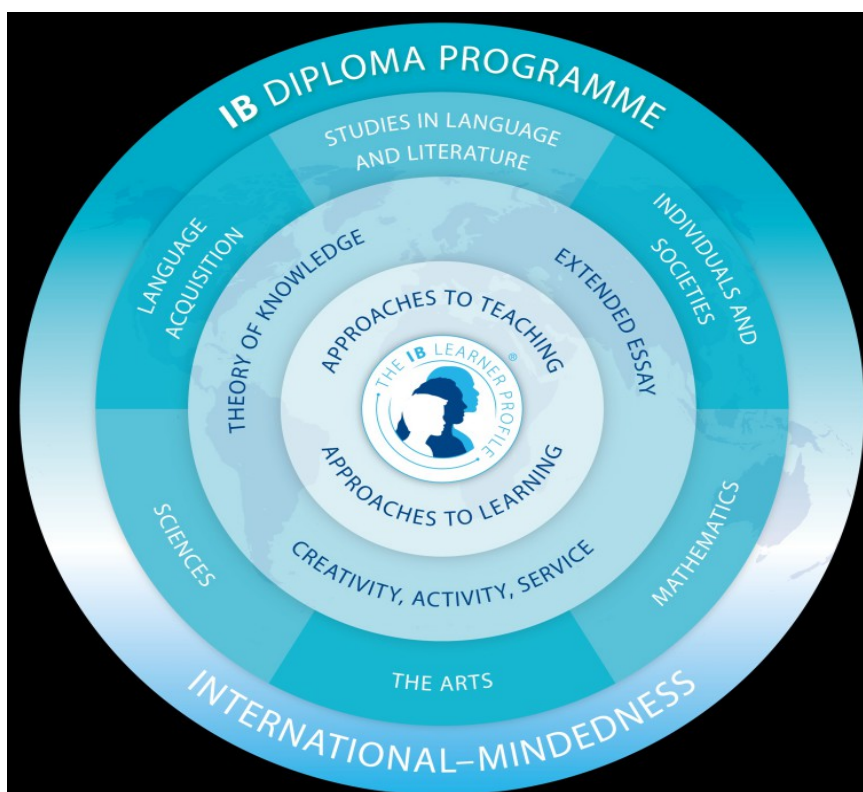 IB DIPLOMA PROGRAMME
STUDIES IN LANGUAGE
AND LITERATURE
LANGUAGE
ACQUISITION
INDIVIDUALS AND
SOCIETIES
THEORY OF KNOWLEDGE
EXTENDED ESSAY
APPROACHES TO TEACHING
THE IB LEARNER PROFILE
®
APPROACHES TO LEARNING
SCIENCES
MATHEMATICS
CREATIVITY, ACTIVITY, SERVICE
THE ARTS
INTERNATIONAL–MINDEDNESS